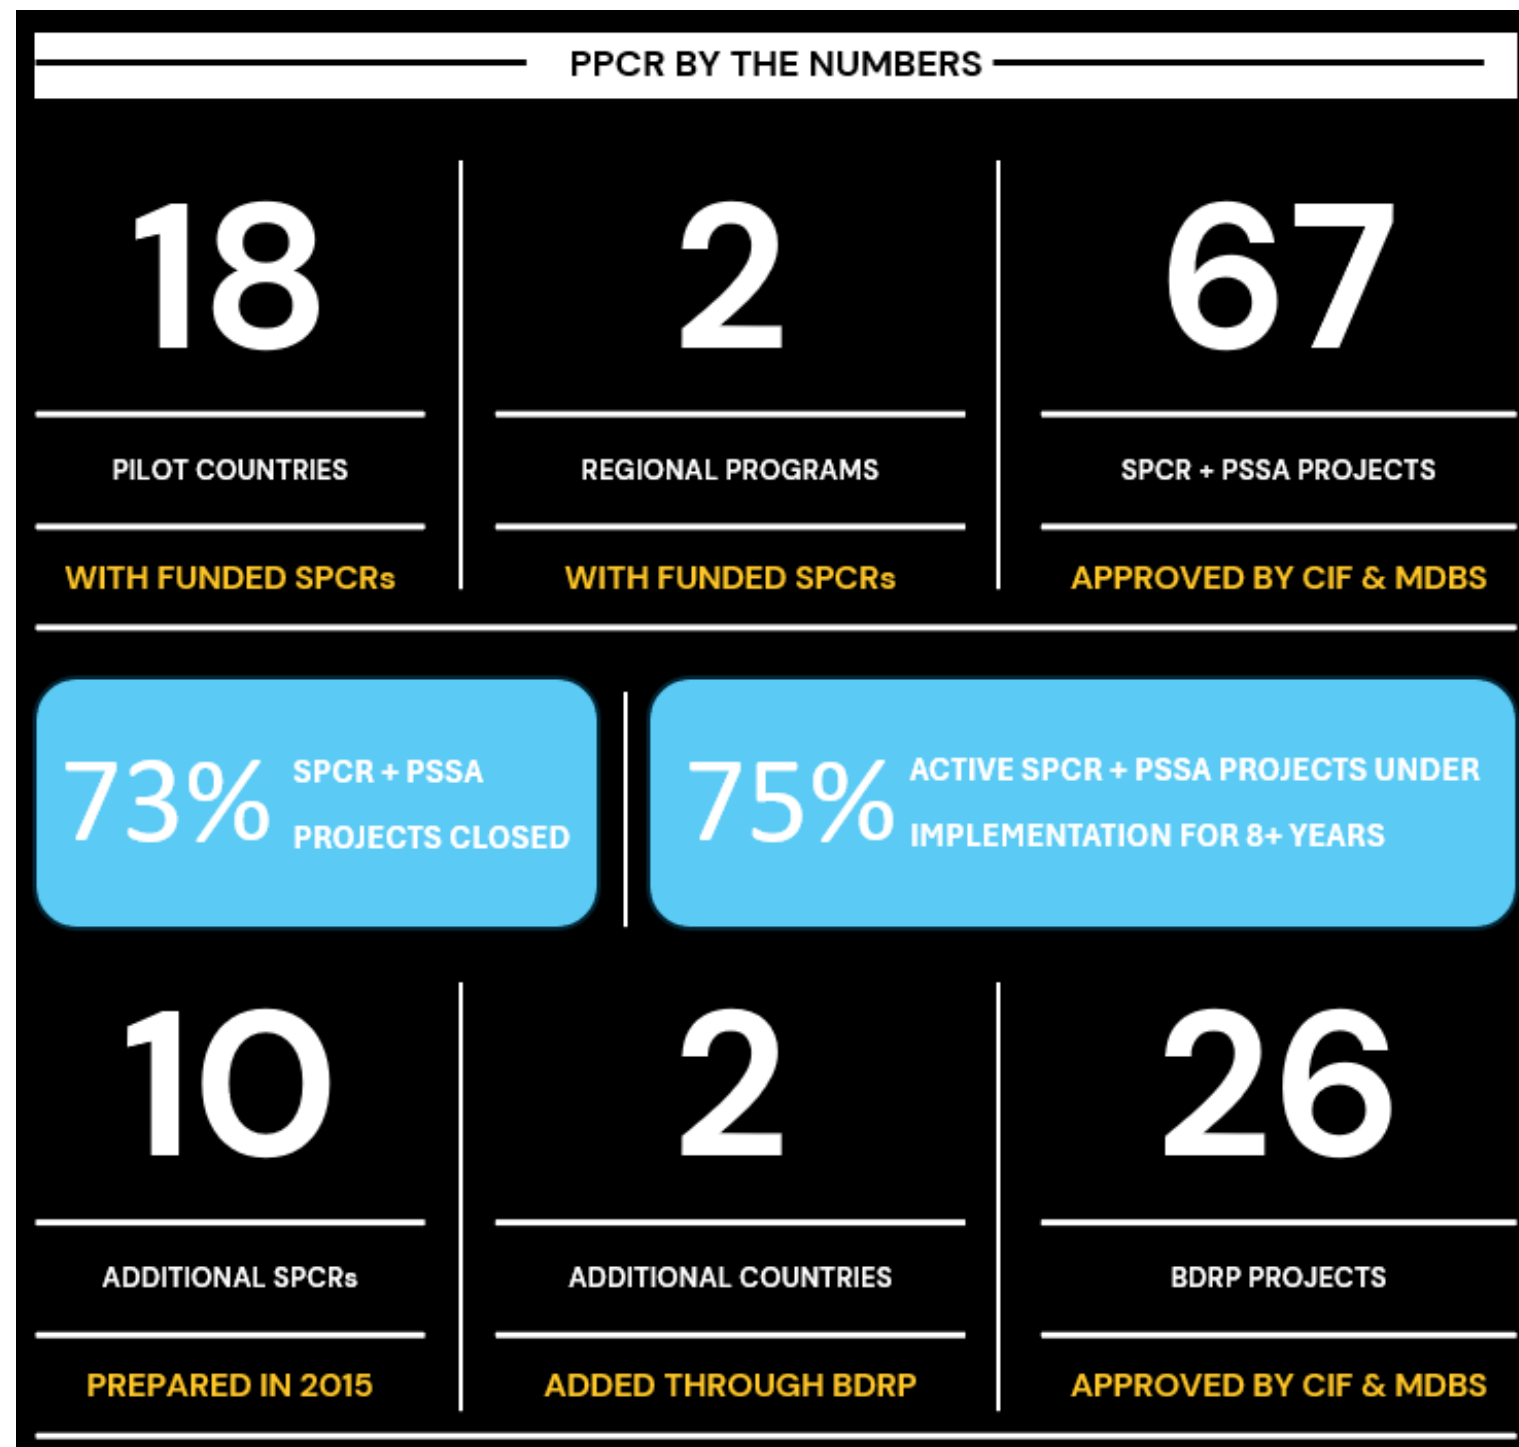 PPCR BY THE NUMBERS
18
2
67
PILOT COUNTRIES
REGIONAL PROGRAMS
SPCR + PSSA PROJECTS
WITH FUNDED SPCRs
WITH FUNDED SPCRs
APPROVED BY CIF & MDBS
73%
SPCR + PSSA
PROJECTS CLOSED
75%
ACTIVE SPCR + PSSA PROJECTS UNDER
IMPLEMENTATION FOR 8+ YEARS
10
2
26
ADDITIONAL SPCRs
ADDITIONAL COUNTRIES
BDRP PROJECTS
PREPARED IN 2015
ADDED THROUGH BDRP
APPROVED BY CIF & MDBS